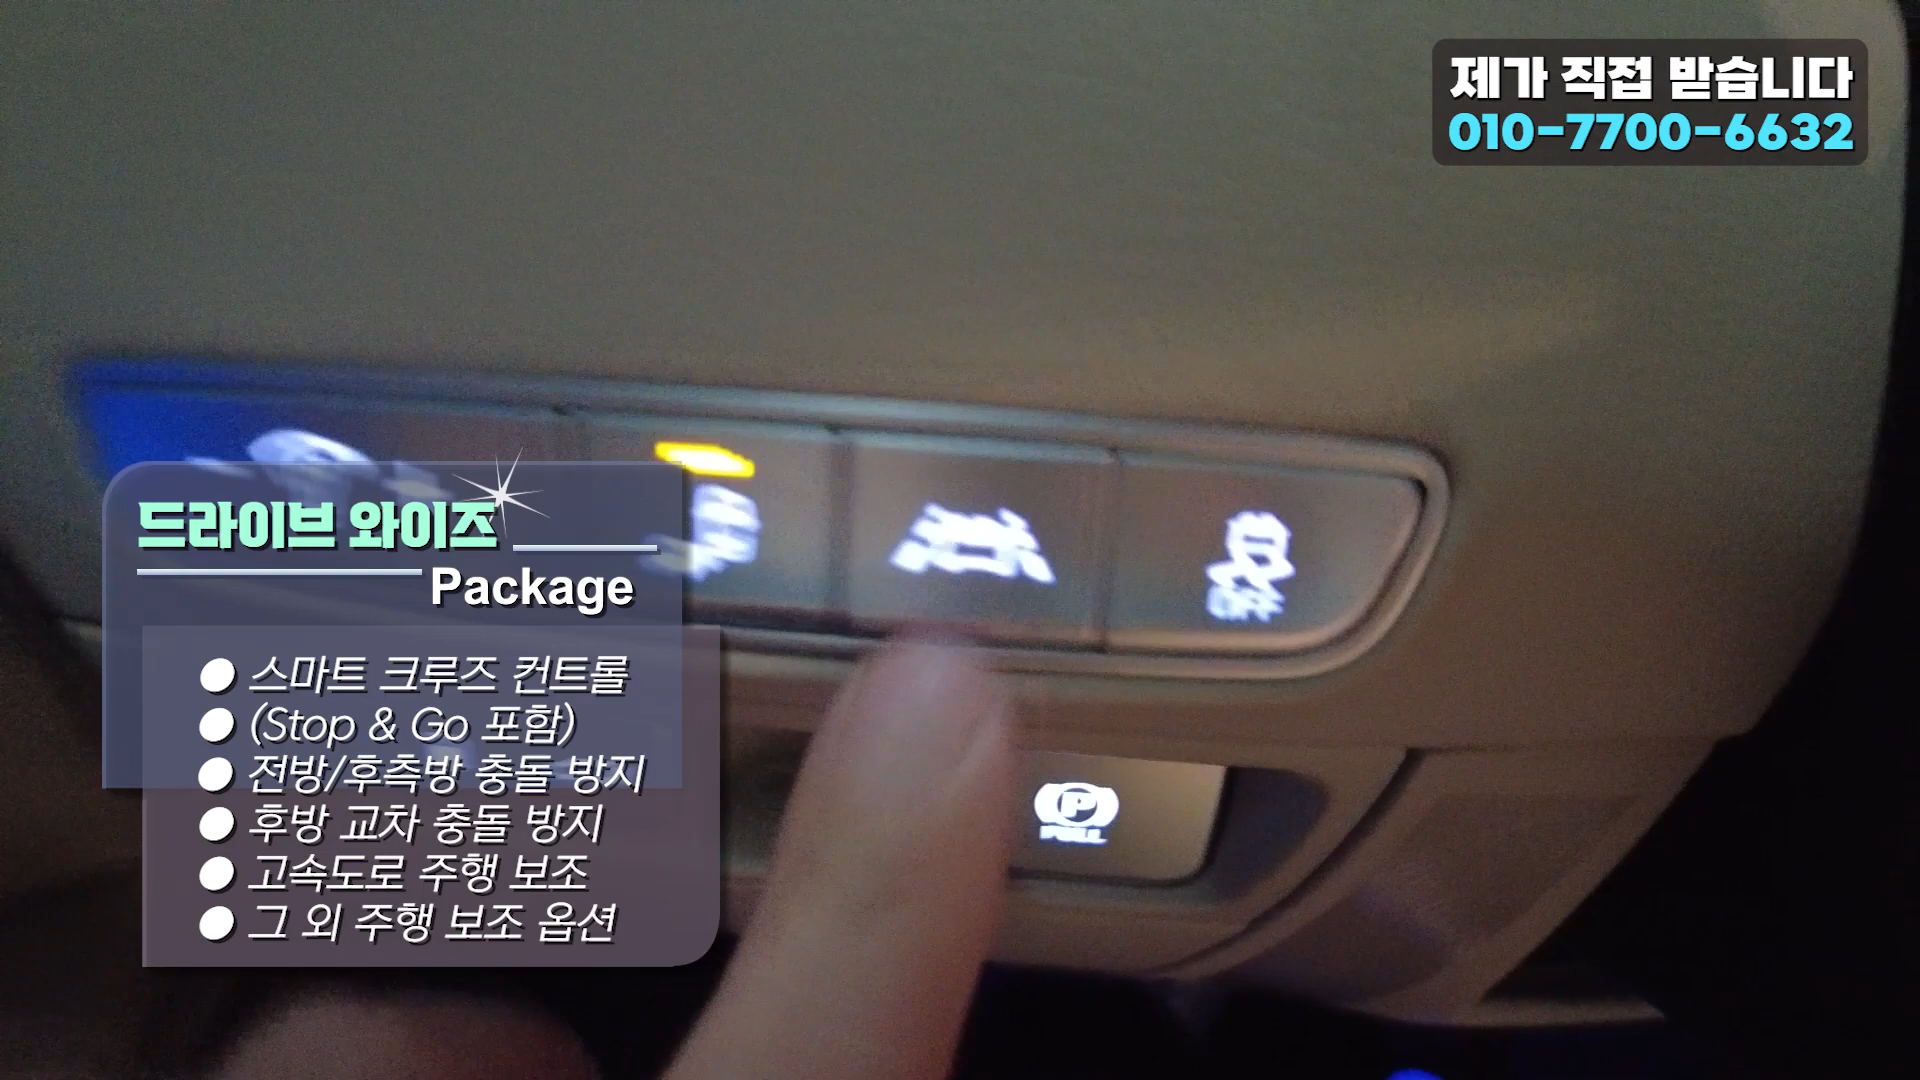 제가 직접 받습니다
010-7700-6632
드라이브 와이즈
Package
● 스마트 크루즈 컨트롤
● (Stop & Go 포함)
● 전방/후측방 충돌 방지
● 후방 교차 충돌 방지
● 고속도로 주행 보조
● 그 외 주행 보조 옵션
P
PULL